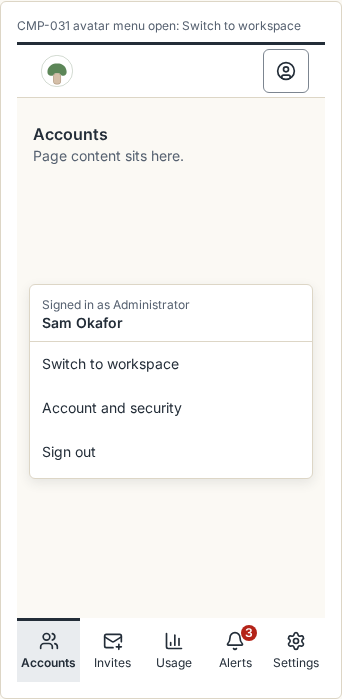 CMP-031 avatar menu open: Switch to workspace
Accounts
Page content sits here.
Signed in as Administrator
Sam Okafor
Switch to workspace
Account and security
Sign out
3
Accounts Invites Usage Alerts Settings